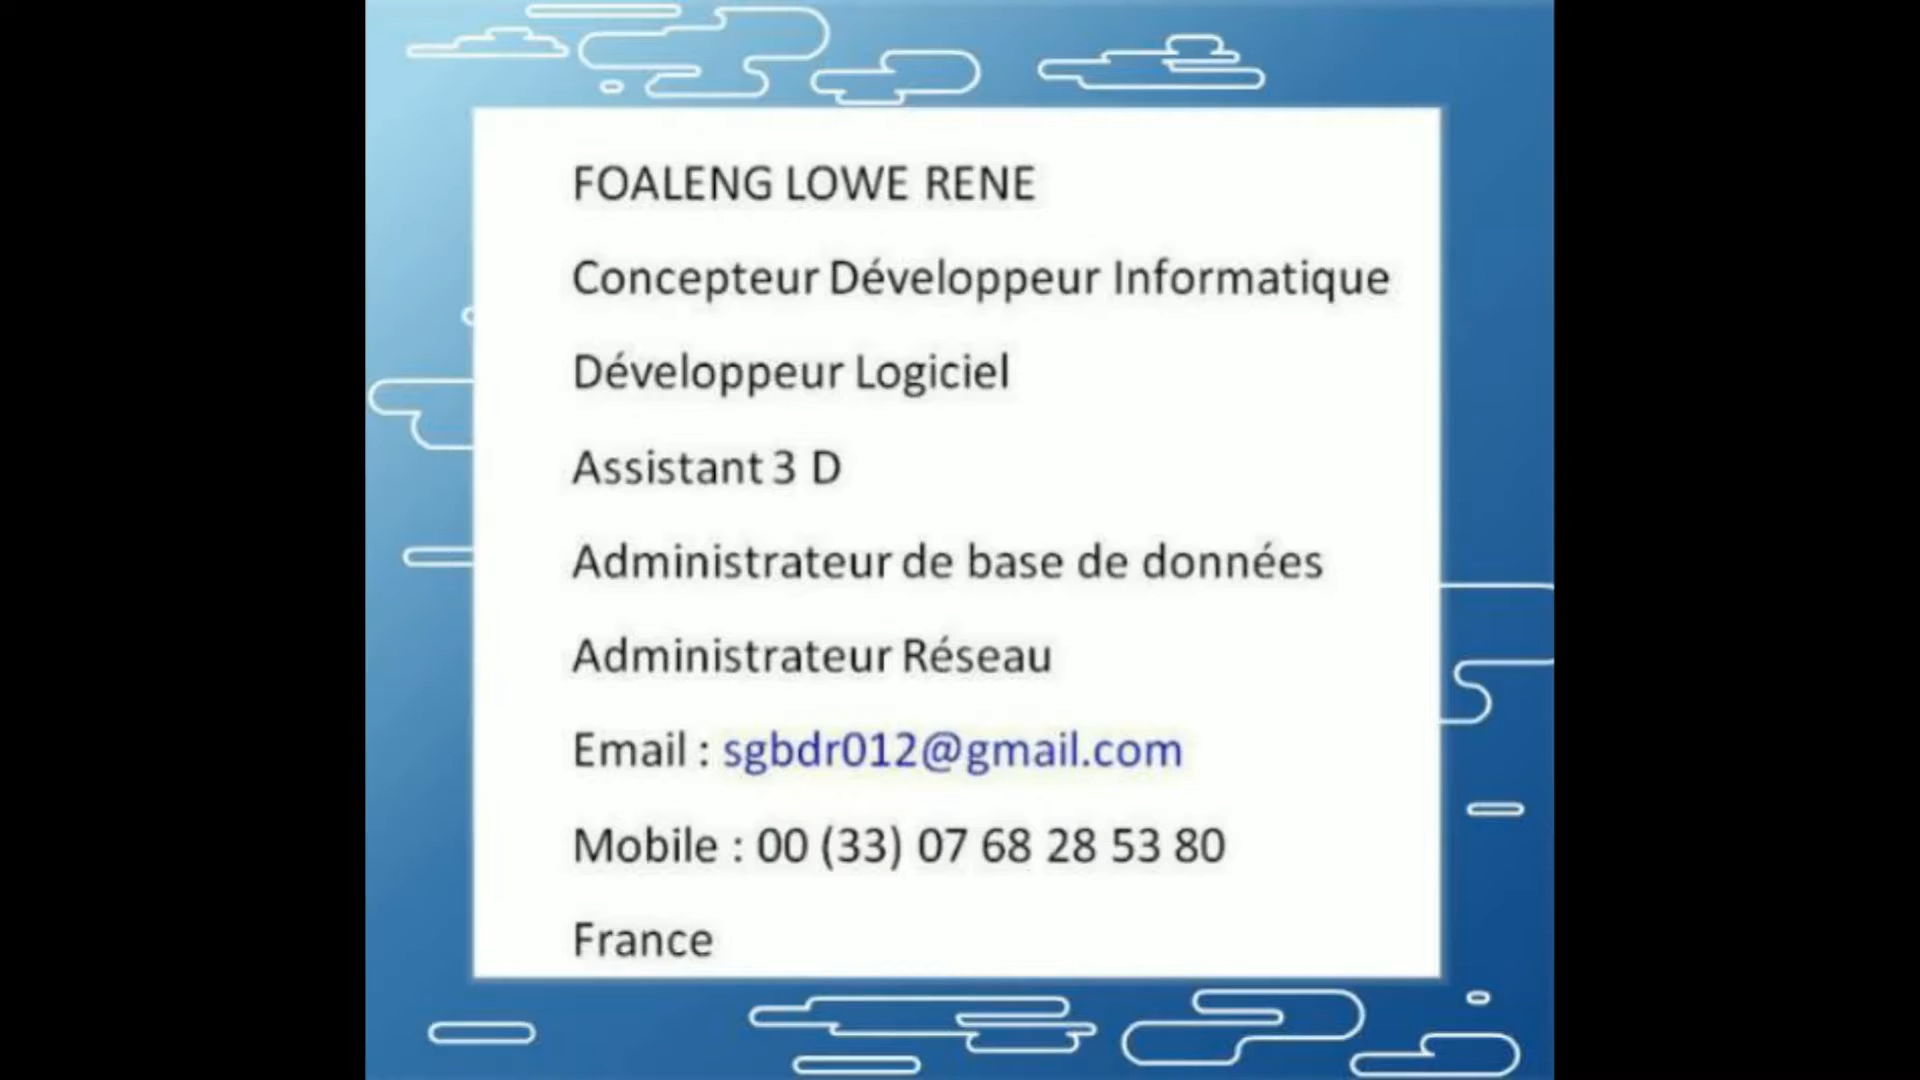 FOALENG LOWE RENE
Concepteur Développeur Informatique
Développeur Logiciel
Assistant 3 D
Administrateur de base de données
Administrateur Réseau
Email : sgbdr012@gmail.com
Mobile : 00 (33) 07 68 28 53 80
France